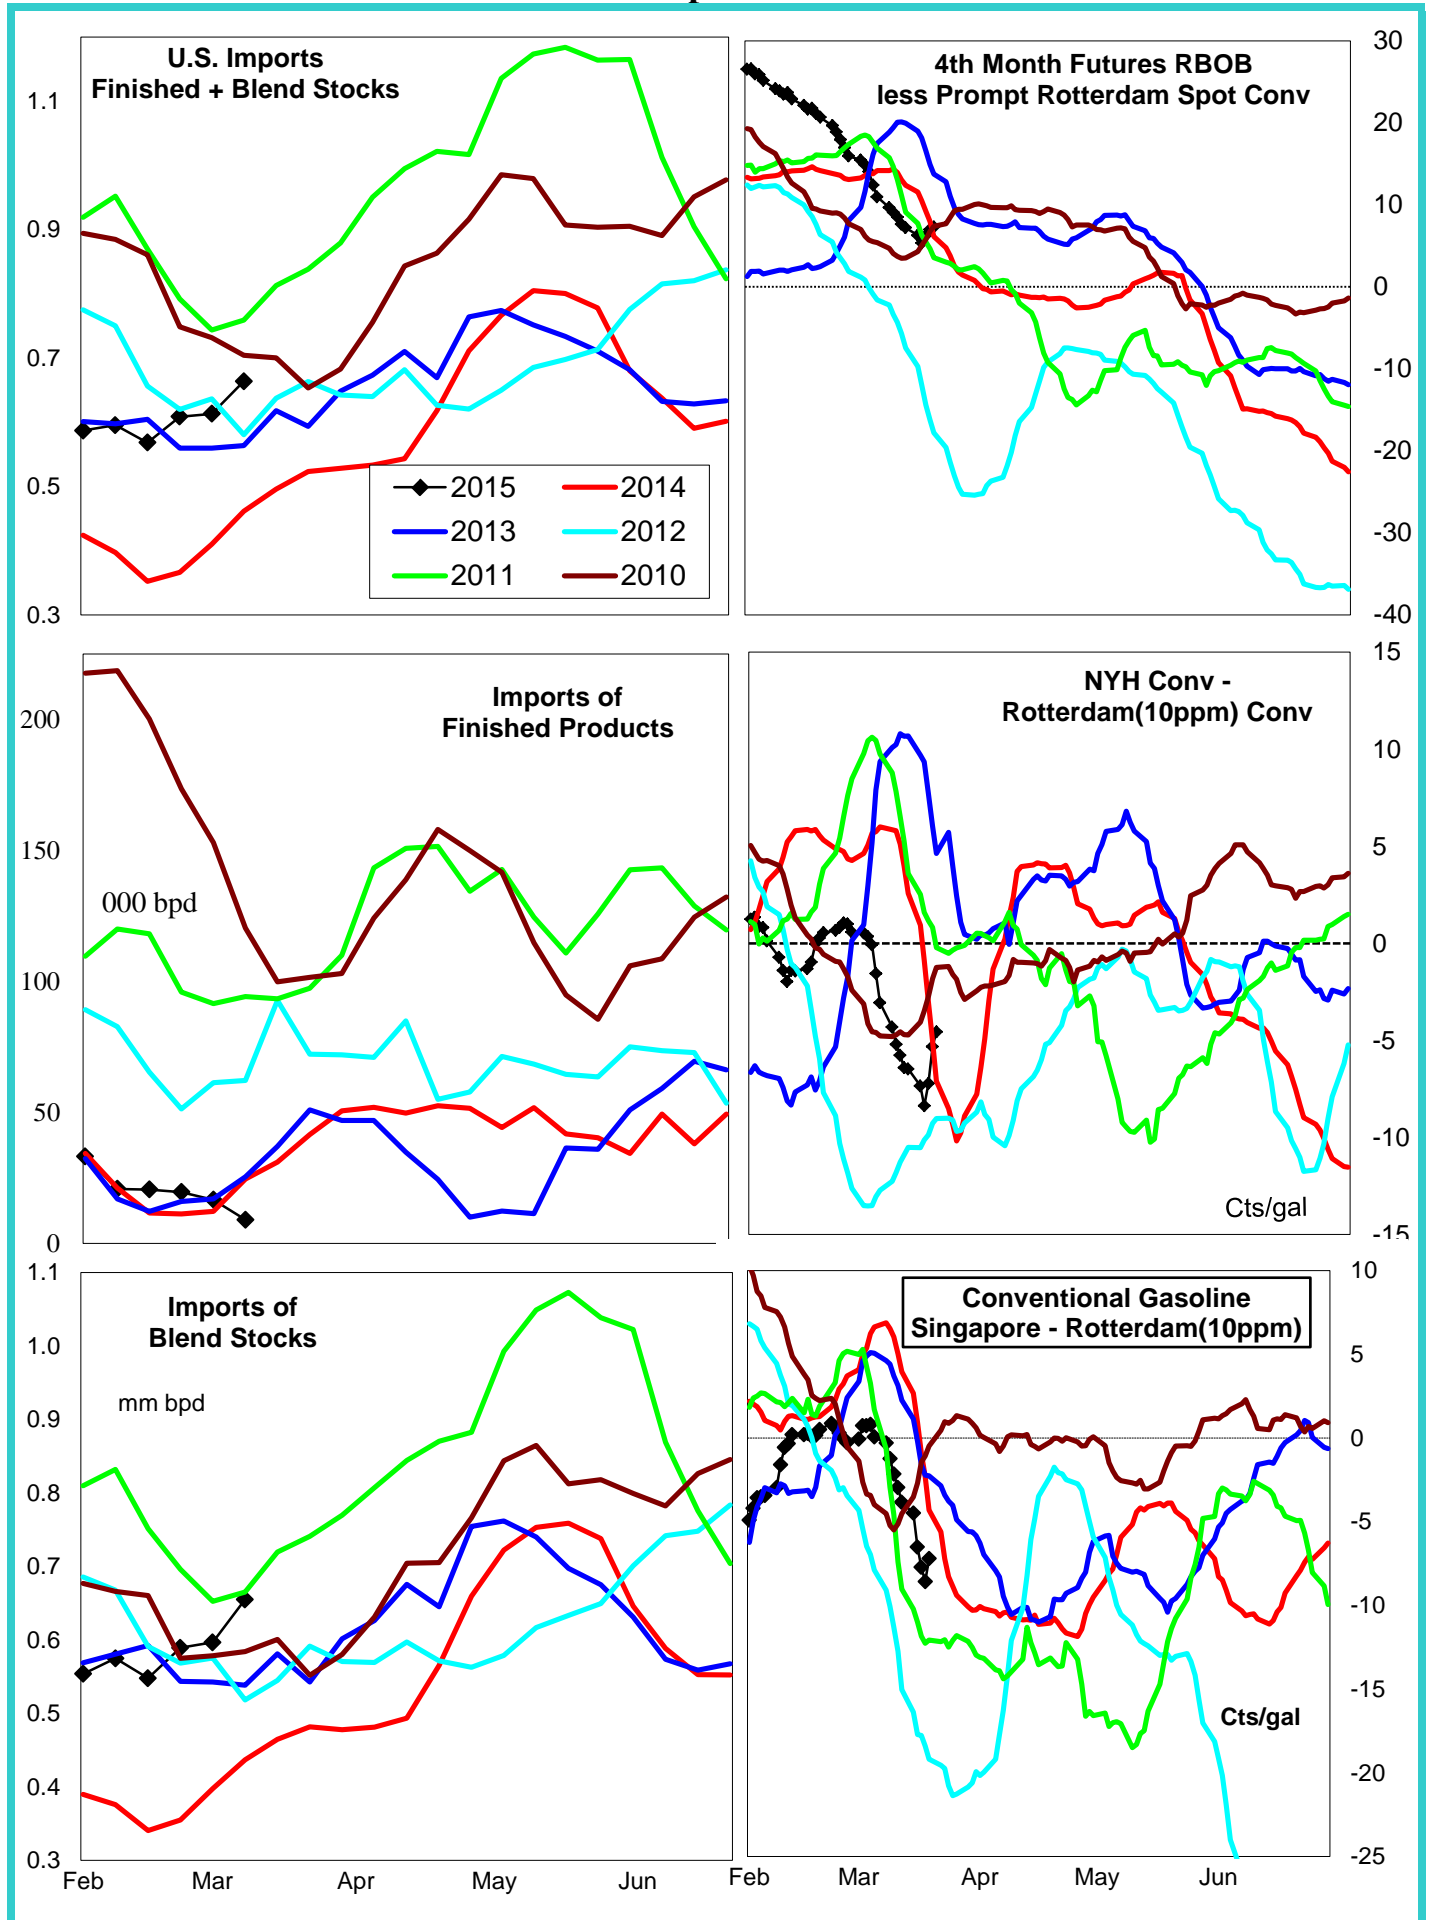 U.S. Imports
Finished + Blend Stocks
1.1
0.9
0.7
0.5
0.3
2015
2014
2013
2012
2011
2010
4th Month Futures RBOB
less Prompt Rotterdam Spot Conv
30
20
10
0
-10
-20
-30
-40
Imports of
Finished Products
200
150
000 bpd
100
50
0
NYH Conv -
Rotterdam(10ppm) Conv
15
10
5
0
-5
-10
Cts/gal
-15
Imports of
Blend Stocks
mm bpd
1.1
1.0
0.9
0.8
0.7
0.6
0.5
0.4
0.3
Feb
Mar
Apr
May
Jun
Conventional Gasoline
Singapore - Rotterdam(10ppm)
10
5
0
-5
-10
-15
Cts/gal
-20
-25
Feb
Mar
Apr
May
Jun